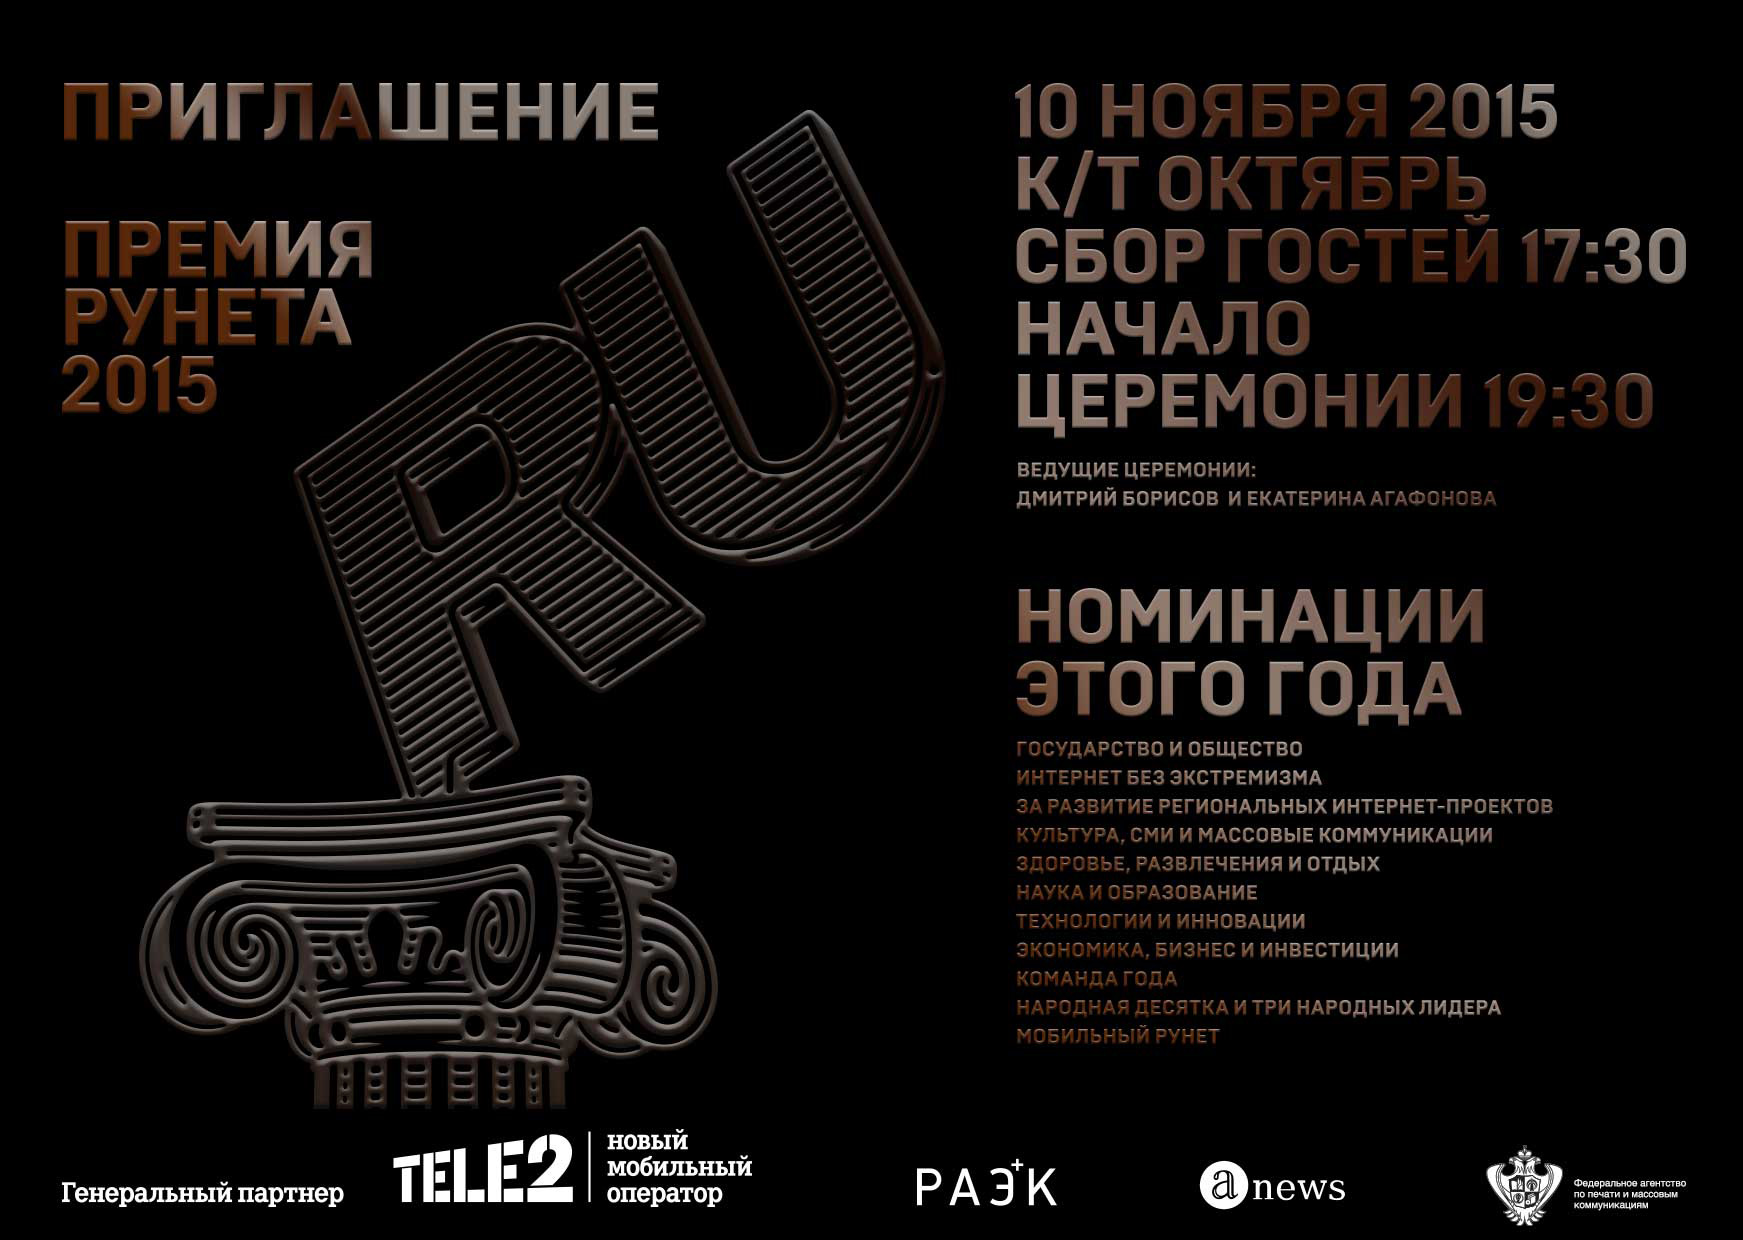 ПРИГЛАШЕНИЕ
ПРЕМИЯ
РУНЕТА
2015
RU
10 НОЯБРЯ 2015
К/Т ОКТЯБРЬ
СБОР ГОСТЕЙ 17:30
НАЧАЛО
ЦЕРЕМОНИИ 19:30
ВЕДУЩИЕ ЦЕРЕМОНИИ:
ДМИТРИЙ БОРИСОВ И ЕКАТЕРИНА АГАФОНОВА
НОМИНАЦИИ
ЭТОГО ГОДА
ГОСУДАРСТВО И ОБЩЕСТВО
ИНТЕРНЕТ БЕЗ ЭКСТРЕМИЗМА
ЗА РАЗВИТИЕ РЕГИОНАЛЬНЫХ ИНТЕРНЕТ-ПРОЕКТОВ
КУЛЬТУРА, СМИ И МАССОВЫЕ КОММУНИКАЦИИ
ЗДОРОВЬЕ, РАЗВЛЕЧЕНИЯ И ОТДЫХ
НАУКА И ОБРАЗОВАНИЕ
ТЕХНОЛОГИИ И ИННОВАЦИИ
ЭКОНОМИКА, БИЗНЕС И ИНВЕСТИЦИИ
КОМАНДА ГОДА
НАРОДНАЯ ДЕСЯТКА И ТРИ НАРОДНЫХ ЛИДЕРА
МОБИЛЬНЫЙ РУНЕТ
Генеральный партнер
TELE2
новый
мобильный
оператор
РАЭ+К
a news
Федеральное агентство
по печати и массовым
коммуникациям